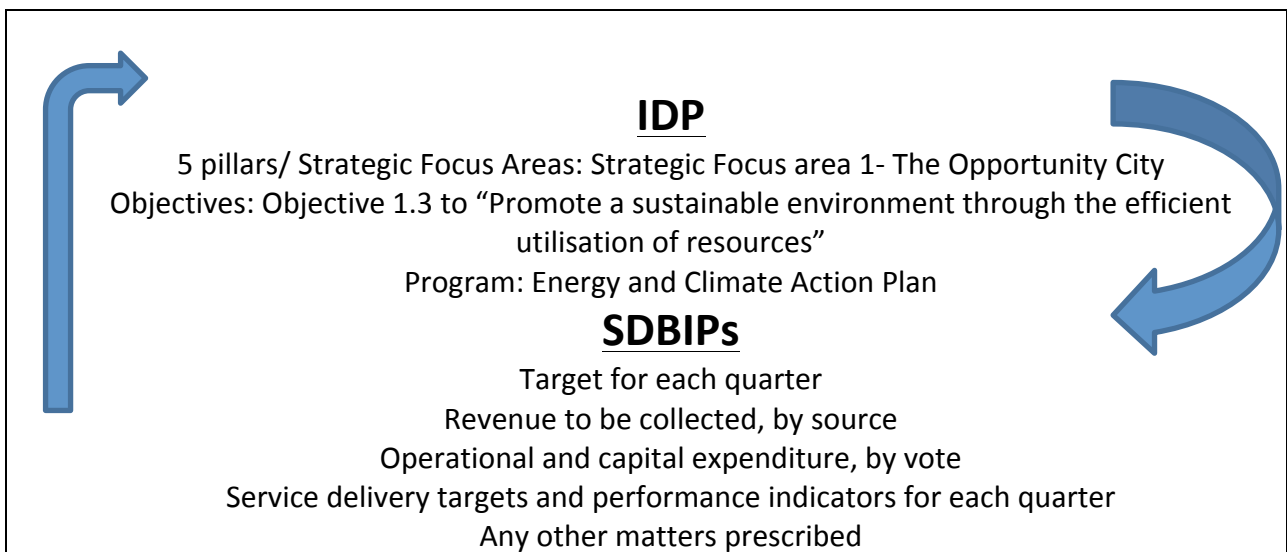 IDP
5 pillars/ Strategic Focus Areas: Strategic Focus area 1- The Opportunity City
Objectives: Objective 1.3 to “Promote a sustainable environment through the efficient
utilisation of resources”
Program: Energy and Climate Action Plan
SDBIPs
Target for each quarter
Revenue to be collected, by source
Operational and capital expenditure, by vote
Service delivery targets and performance indicators for each quarter
Any other matters prescribed